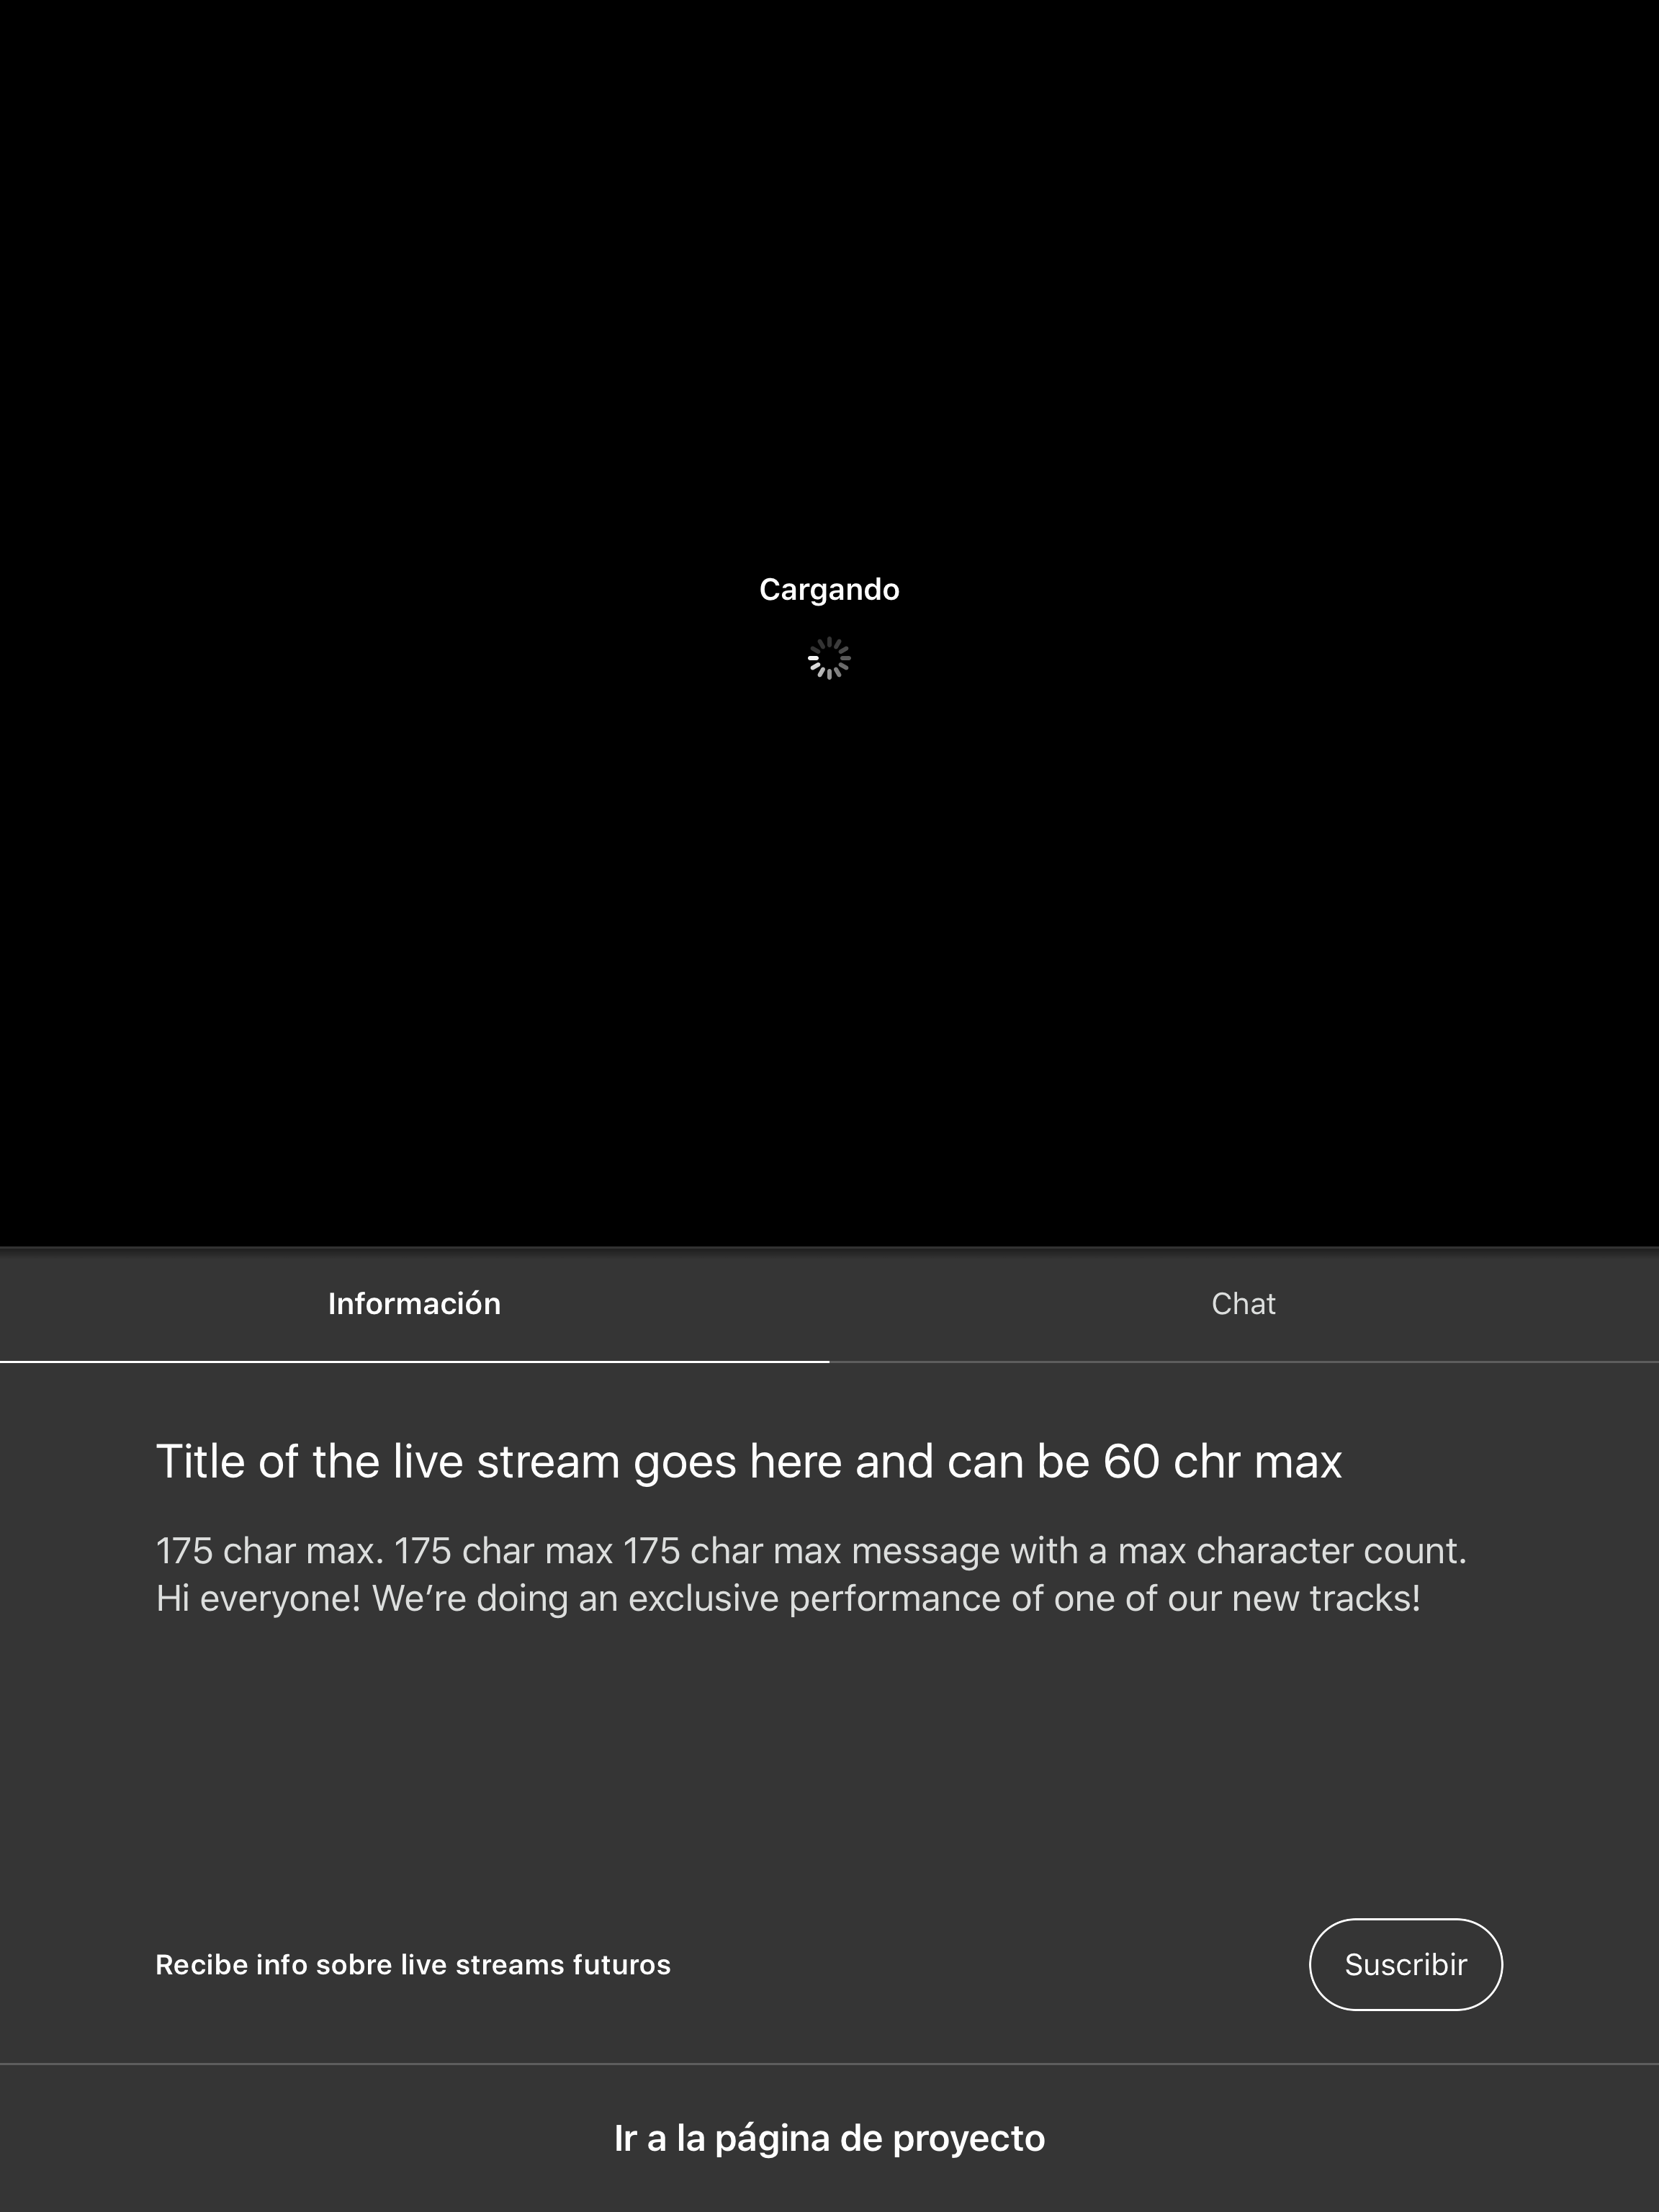 Cargando
Información
Chat
Title of the live stream goes here and can be 60 chr max
175 char max. 175 char max 175 char max message with a max character count.
Hi everyone! We’re doing an exclusive performance of one of our new tracks!
Recibe info sobre live streams futuros
Suscribir
Ir a la página de proyecto